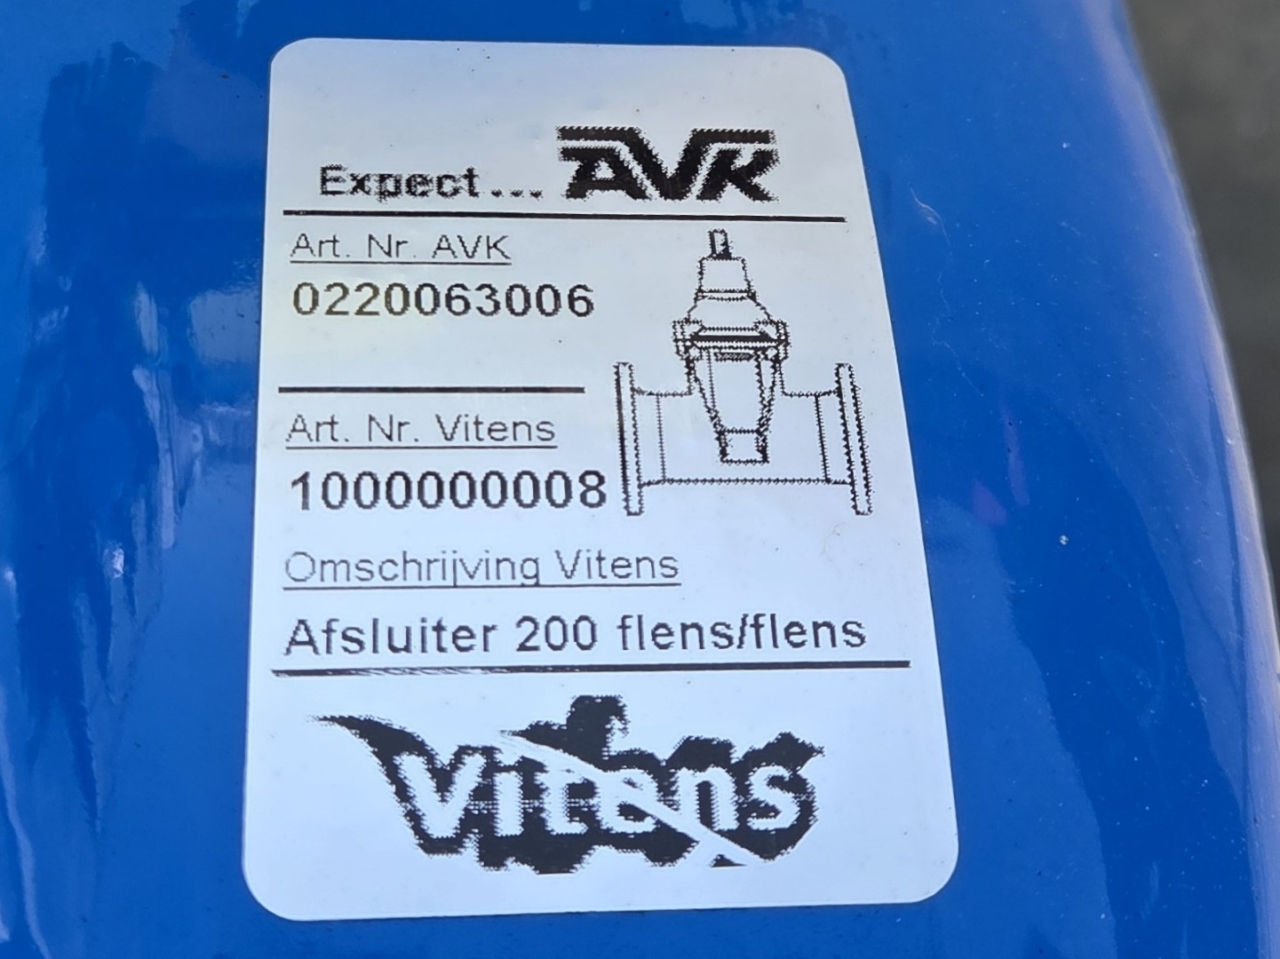 Expect... AVK
Art. Nr. AVK
0220063006
Art. Nr. Vitens
1000000008
Omschrijving Vitens
Afsluiter 200 flens/flens
Vitens